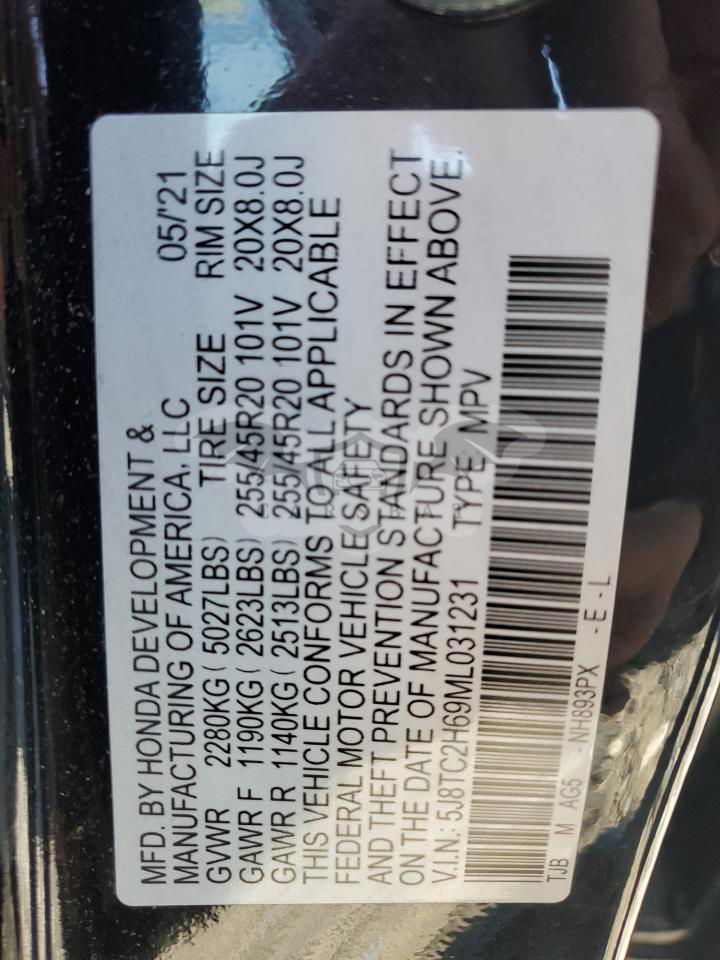 MFD. BY HONDA DEVELOPMENT & 05/'21
MANUFACTURING OF AMERICA, LLC
GVWR 2280KG ( 5027LBS) TIRE SIZE RIM SIZE
GAWR F 1190KG ( 2623LBS) 255/45R20 101V 20X8.0J
GAWR R 1140KG ( 2513LBS) 255/45R20 101V 20X8.0J
THIS VEHICLE CONFORMS TO ALL APPLICABLE
FEDERAL MOTOR VEHICLE SAFETY
AND THEFT PREVENTION STANDARDS IN EFFECT
ON THE DATE OF MANUFACTURE SHOWN ABOVE.
V.I.N.: 5J8TC2H69ML031231 TYPE: MPV
TJB M AG5 - NH893PX - E - L